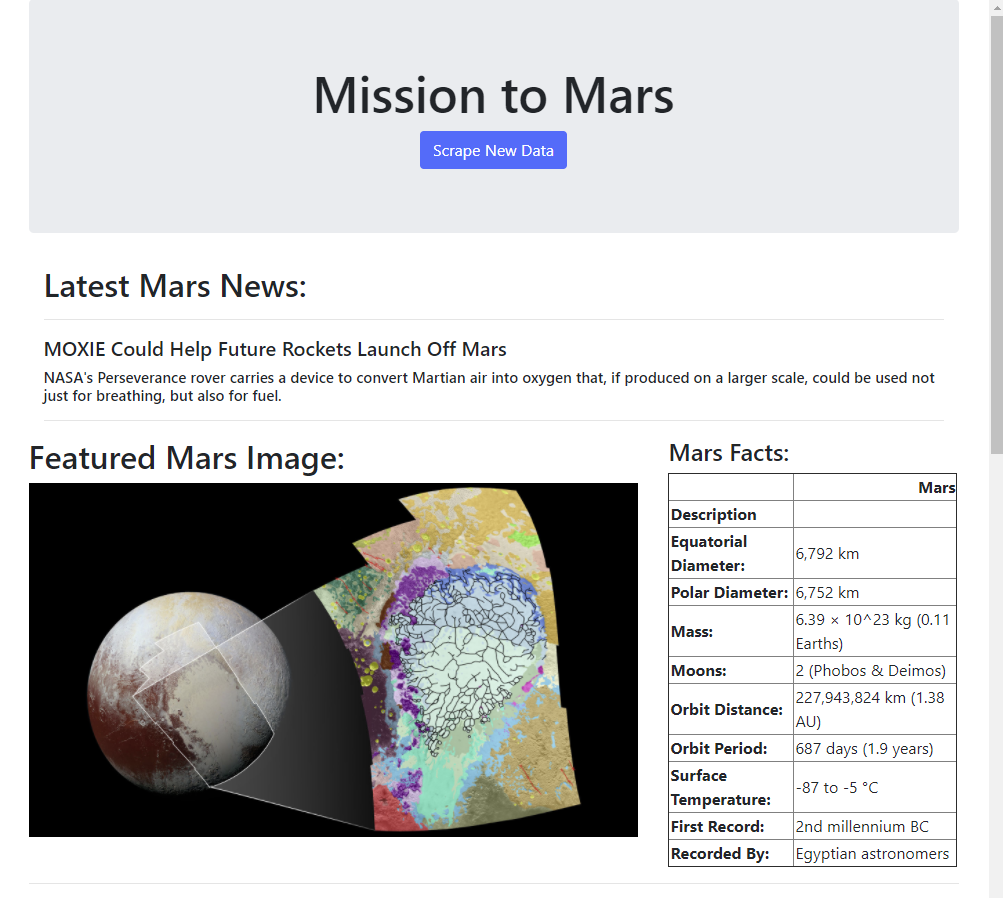 Mission to Mars
Scrape New Data
Latest Mars News:
MOXIE Could Help Future Rockets Launch Off Mars
NASA's Perseverance rover carries a device to convert Martian air into oxygen that, if produced on a larger scale, could be used not
just for breathing, but also for fuel.
Featured Mars Image:
Mars Facts:
Mars
Description
Equatorial
Diameter:
6,792 km
Polar Diameter: 6,752 km
Mass:
6.39 × 10^23 kg (0.11
Earths)
Moons: 2 (Phobos & Deimos)
Orbit Distance:
227,943,824 km (1.38
AU)
Orbit Period: 687 days (1.9 years)
Surface
Temperature:
-87 to -5 °C
First Record: 2nd millennium BC
Recorded By: Egyptian astronomers